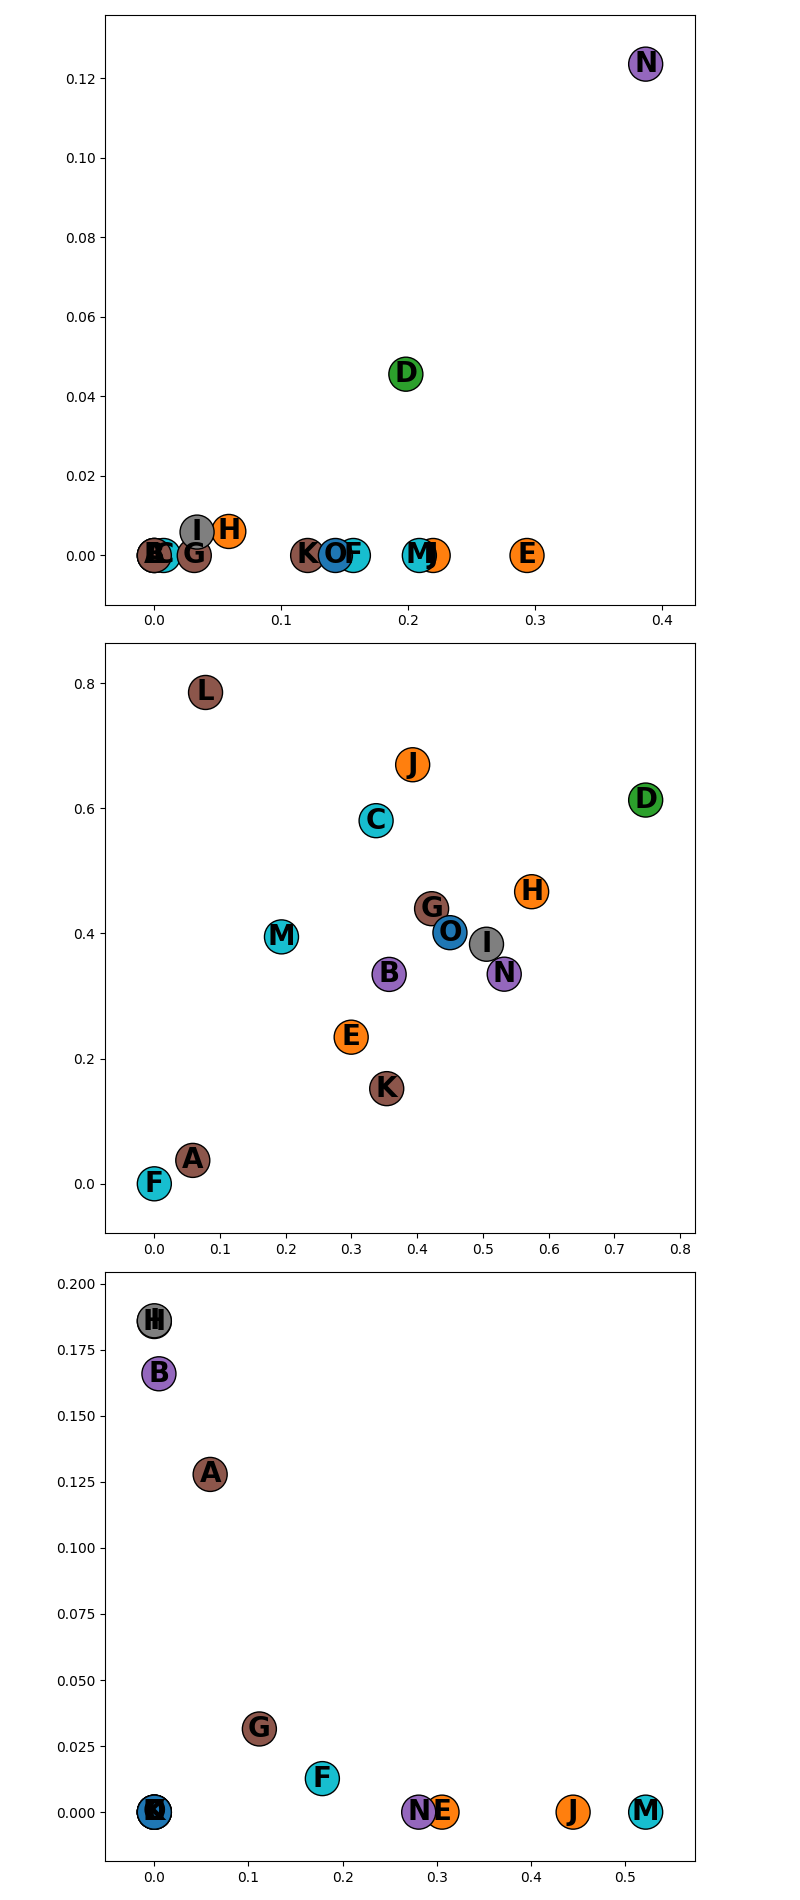 0.12
N
0.10
0.08
0.06
D
0.04
0.02
I H
0.00
C G K O F M J E
0.0 0.1 0.2 0.3 0.4
0.8
L
J
C
D
0.6
H
G
O
0.4
M
I
B
N
E
0.2
K
A
0.0
F
0.0 0.1 0.2 0.3 0.4 0.5 0.6 0.7 0.8
0.200
H
0.175
B
0.150
A
0.125
0.100
0.075
0.050
G
0.025
F
0.000
O N E J M
0.0 0.1 0.2 0.3 0.4 0.5